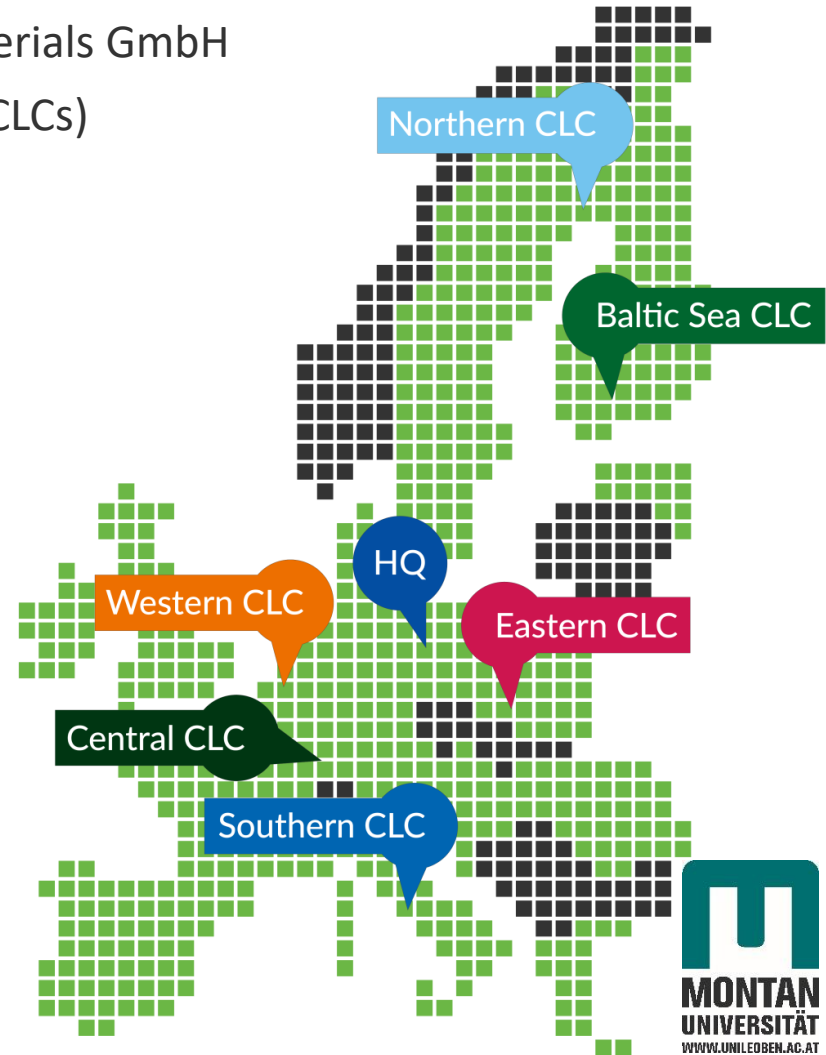 erials GmbH
CLCs)
Northern CLC
Baltic Sea CLC
HQ
Western CLC
Eastern CLC
Central CLC
Southern CLC
MONTAN
UNIVERSITÄT
WWW.UNILEOBEN.AC.AT